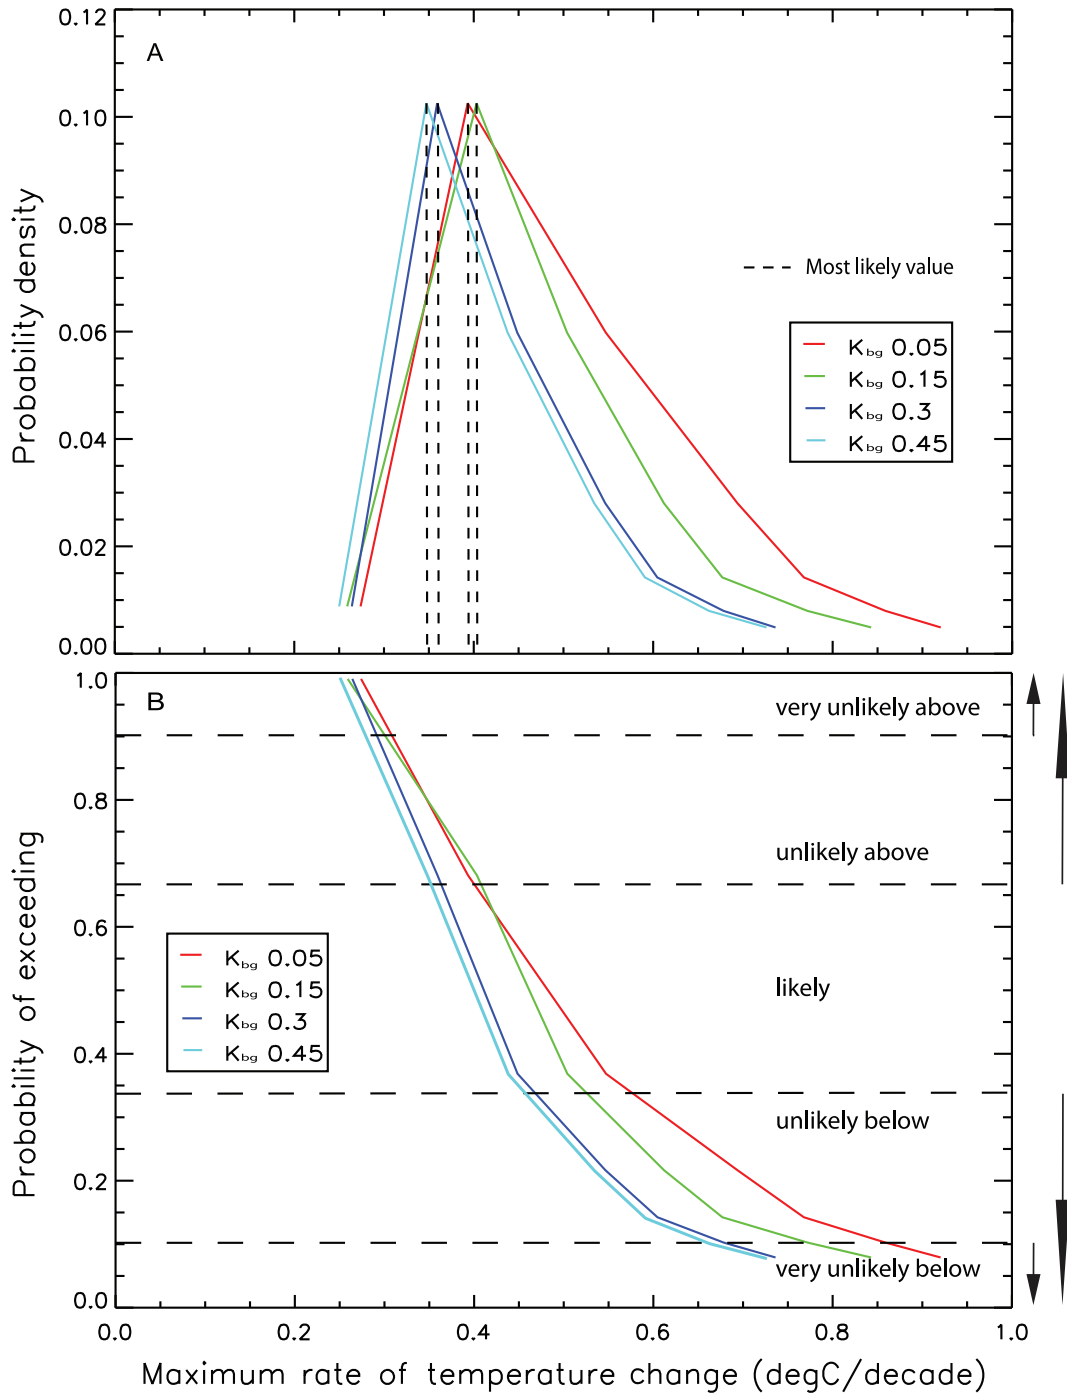 0.12
A
0.10
0.08
0.06
0.04
0.02
0.00
Probability density
Most likely value
Kbg 0.05
Kbg 0.15
Kbg 0.3
Kbg 0.45
1.0
B
0.8
0.6
0.4
0.2
0.0
Probability of exceeding
very unlikely above
unlikely above
likely
unlikely below
very unlikely below
Kbg 0.05
Kbg 0.15
Kbg 0.3
Kbg 0.45
0.0 0.2 0.4 0.6 0.8 1.0
Maximum rate of temperature change (degC/decade)